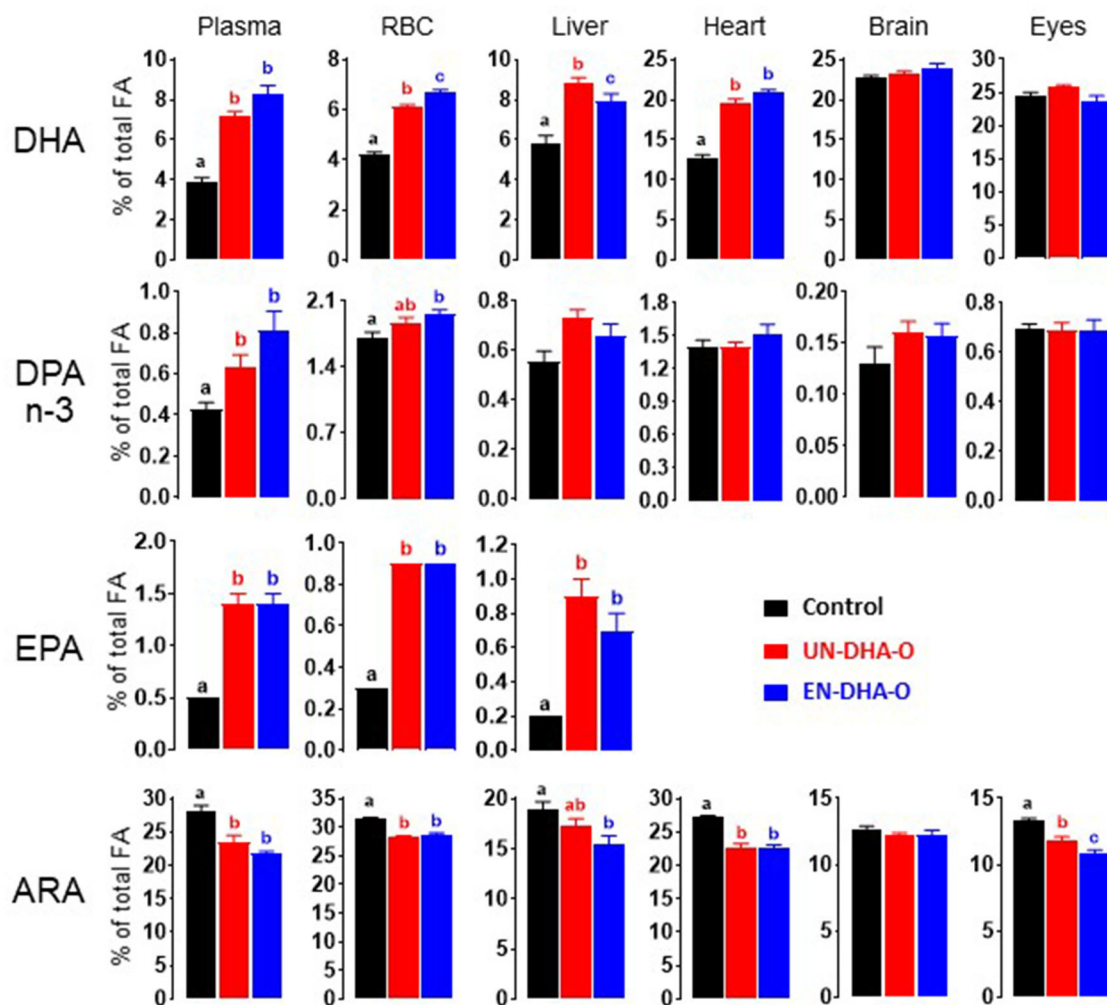 Plasma RBC Liver Heart Brain Eyes
DHA
% of total FA
10 8 6 4 2 0 a b b
8 6 4 2 0 a b c
10 8 6 4 2 0 a b c
25 20 15 10 5 0 a b b
25 20 15 10 5 0
30 25 20 15 10 5 0
DPA
n-3
% of total FA
1.0 0.8 0.6 0.4 0.2 0.0 a b b
2.1 1.4 0.7 0.0 a ab b
0.8 0.6 0.4 0.2 0.0
1.8 1.5 1.2 0.9 0.6 0.3 0.0
0.20 0.15 0.10 0.05 0.00
0.8 0.6 0.4 0.2 0.0
EPA
% of total FA
2.0 1.5 1.0 0.5 0.0 a b b
1.0 0.8 0.6 0.4 0.2 0.0 a b b
1.2 1.0 0.8 0.6 0.4 0.2 0.0 a b b
Control
UN-DHA-O
EN-DHA-O
ARA
% of total FA
30 25 20 15 10 5 0 a b b
35 30 25 20 15 10 5 0 a b b
20 15 10 5 0 a ab b
30 25 20 15 10 5 0 a b b
15 10 5 0
15 10 5 0 a b c